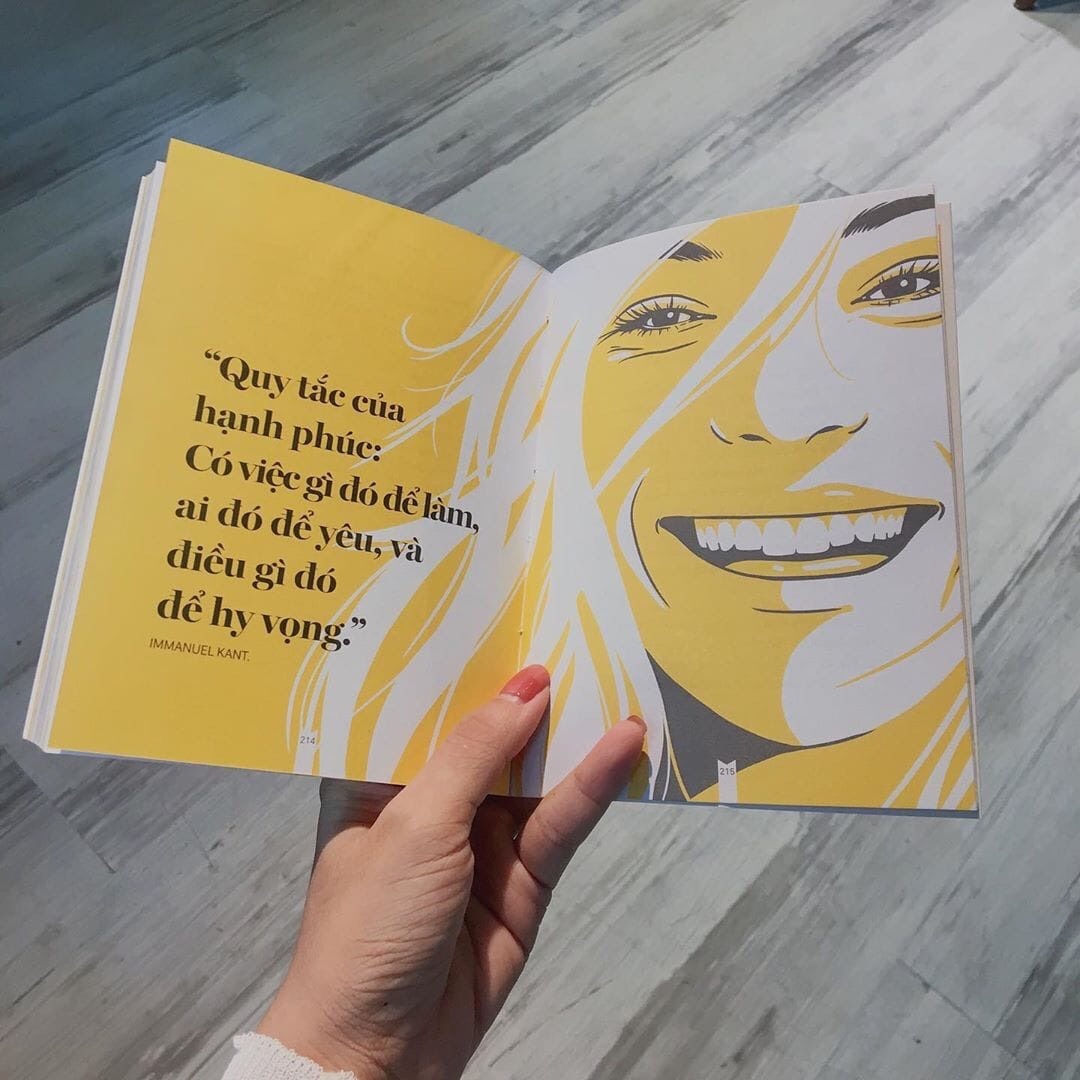 “Quy tắc của
hạnh phúc:
Có việc gì đó để làm,
ai đó để yêu, và
điều gì đó
để hy vọng.”
IMMANUEL KANT.
214
215